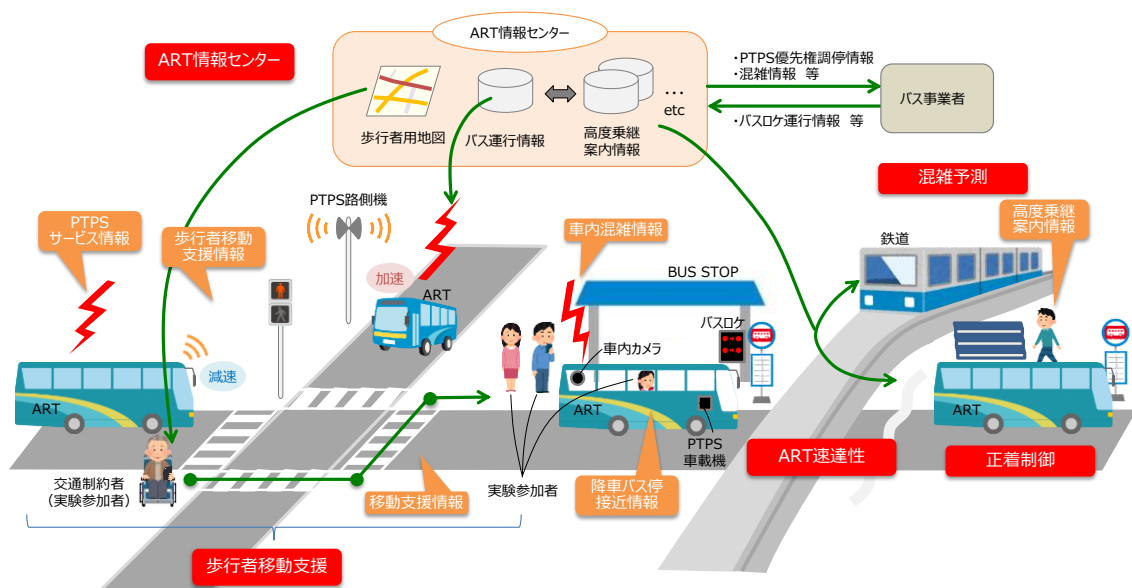 ART情報センター
ART情報センター
・PTPS優先権調停情報
・混雑情報 等
バス事業者
・バスロケ運行情報 等
歩行者用地図
バス運行情報
高度乗継
案内情報
…
etc
混雑予測
PTPS
サービス情報
歩行者移動
支援情報
PTPS路側機
車内混雑情報
高度乗継
案内情報
鉄道
加速
ART
BUS STOP
バスロケ
車内カメラ
減速
ART
ART
ART
PTPS
車載機
ART速達性
正着制御
交通制約者
(実験参加者)
移動支援情報
実験参加者
降車バス停
接近情報
歩行者移動支援